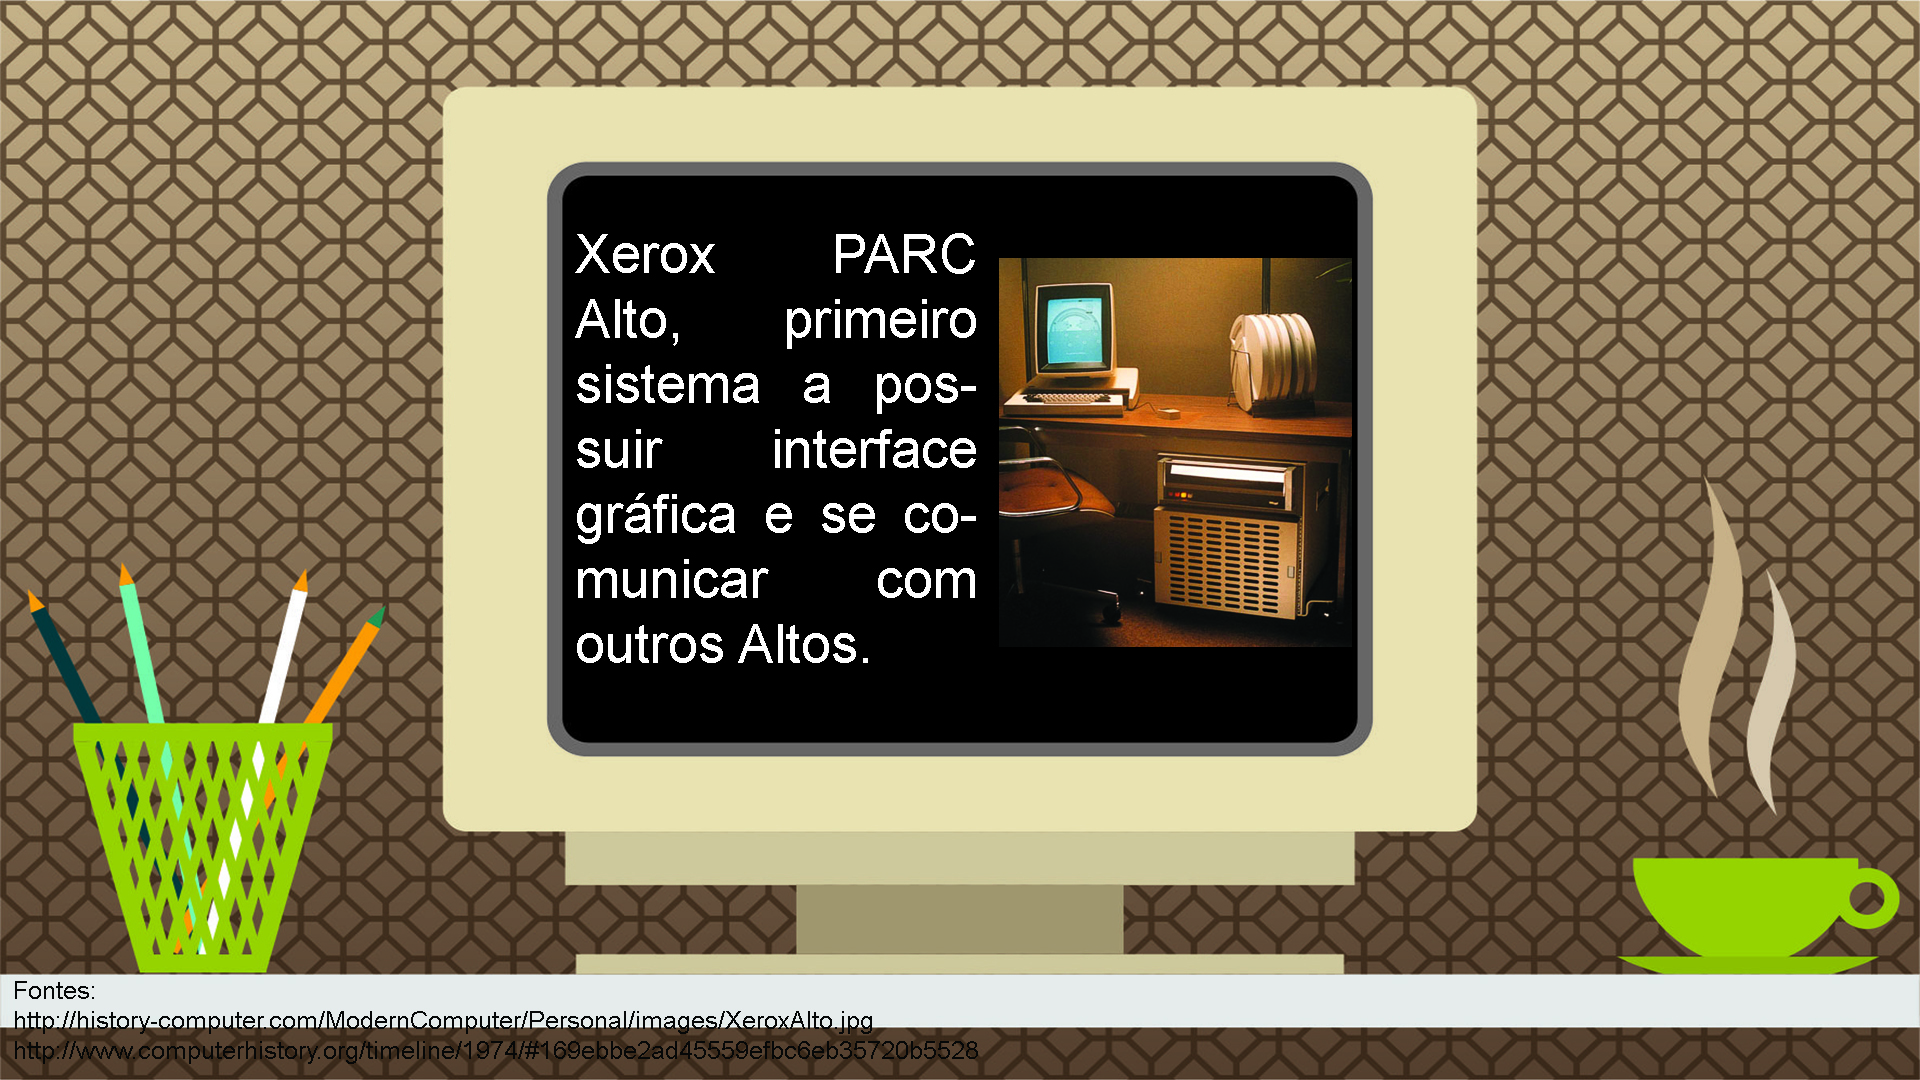 Xerox PARC
Alto, primeiro
sistema a pos-
suir interface
gráfica e se co-
municar com
outros Altos.
Fontes:
http://history-computer.com/ModernComputer/Personal/images/XeroxAlto.jpg
http://www.computerhistory.org/timeline/1974/#169ebbe2ad45559efbc6eb35720b5528